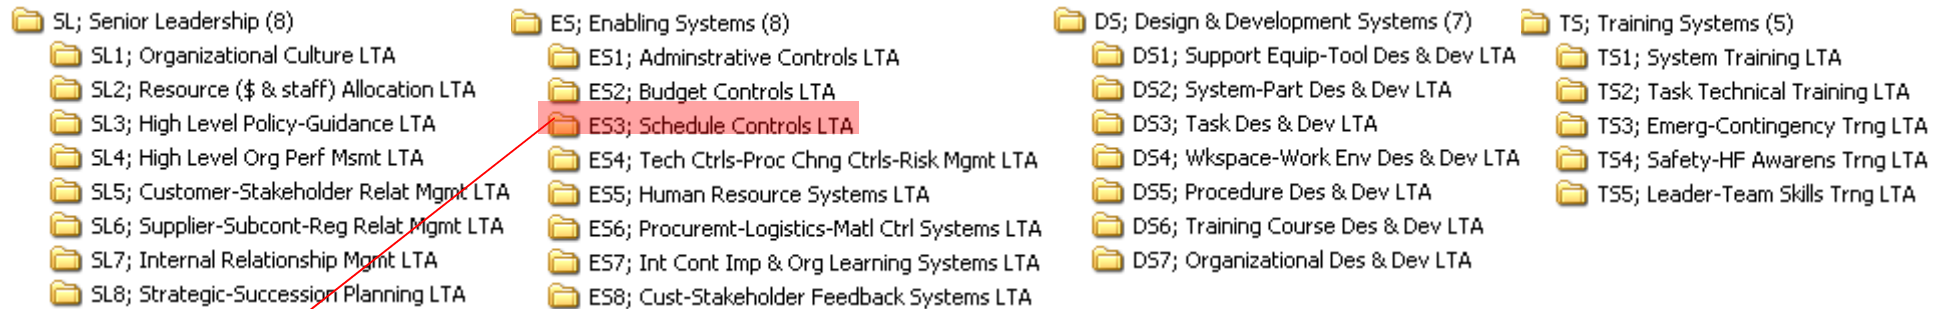 SL; Senior Leadership (8)
SL1; Organizational Culture LTA
SL2; Resource ($ & staff) Allocation LTA
SL3; High Level Policy-Guidance LTA
SL4; High Level Org Perf Msmt LTA
SL5; Customer-Stakeholder Relat Mgmt LTA
SL6; Supplier-Subcont-Reg Relat Mgmt LTA
SL7; Internal Relationship Mgmt LTA
SL8; Strategic-Succession Planning LTA
ES; Enabling Systems (8)
ES1; Adminstrative Controls LTA
ES2; Budget Controls LTA
ES3; Schedule Controls LTA
ES4; Tech Ctrls-Proc Chng Ctrls-Risk Mgmt LTA
ES5; Human Resource Systems LTA
ES6; Procuremt-Logistics-Matl Ctrl Systems LTA
ES7; Int Cont Imp & Org Learning Systems LTA
ES8; Cust-Stakeholder Feedback Systems LTA
DS; Design & Development Systems (7)
DS1; Support Equip-Tool Des & Dev LTA
DS2; System-Part Des & Dev LTA
DS3; Task Des & Dev LTA
DS4; Wkspace-Work Env Des & Dev LTA
DS5; Procedure Des & Dev LTA
DS6; Training Course Des & Dev LTA
DS7; Organizational Des & Dev LTA
TS; Training Systems (5)
TS1; System Training LTA
TS2; Task Technical Training LTA
TS3; Emerg-Contingency Trng LTA
TS4; Safety-HF Awarens Trng LTA
TS5; Leader-Team Skills Trng LTA